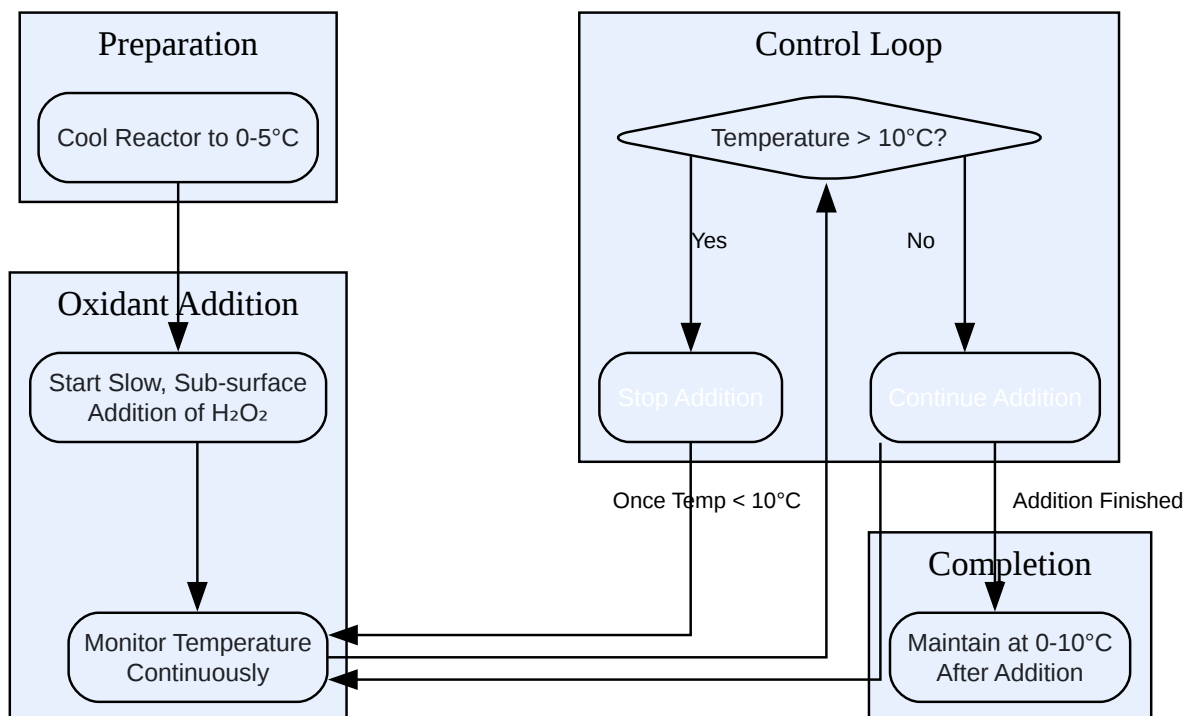 Preparation
Cool Reactor to 0-5°C
Oxidant Addition
Start Slow, Sub-surface
Addition of H₂O₂
Monitor Temperature
Continuously
Control Loop
Temperature > 10°C?
Yes
No
Stop Addition
Continue Addition
Once Temp < 10°C
Addition Finished
Completion
Maintain at 0-10°C
After Addition